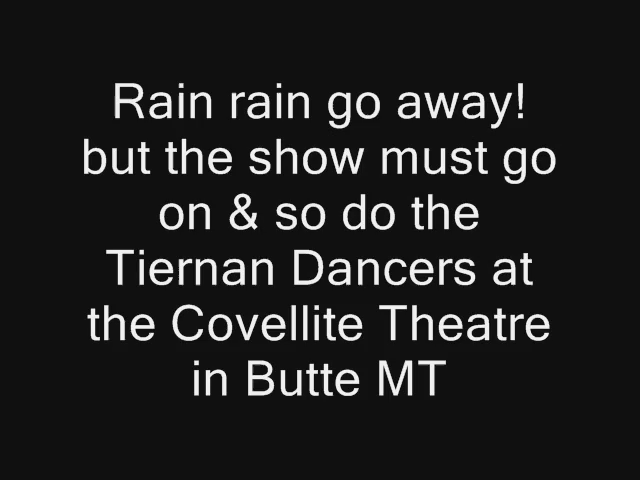 Rain rain go away!
but the show must go
on & so do the
Tiernan Dancers at
the Covellite Theatre
in Butte MT